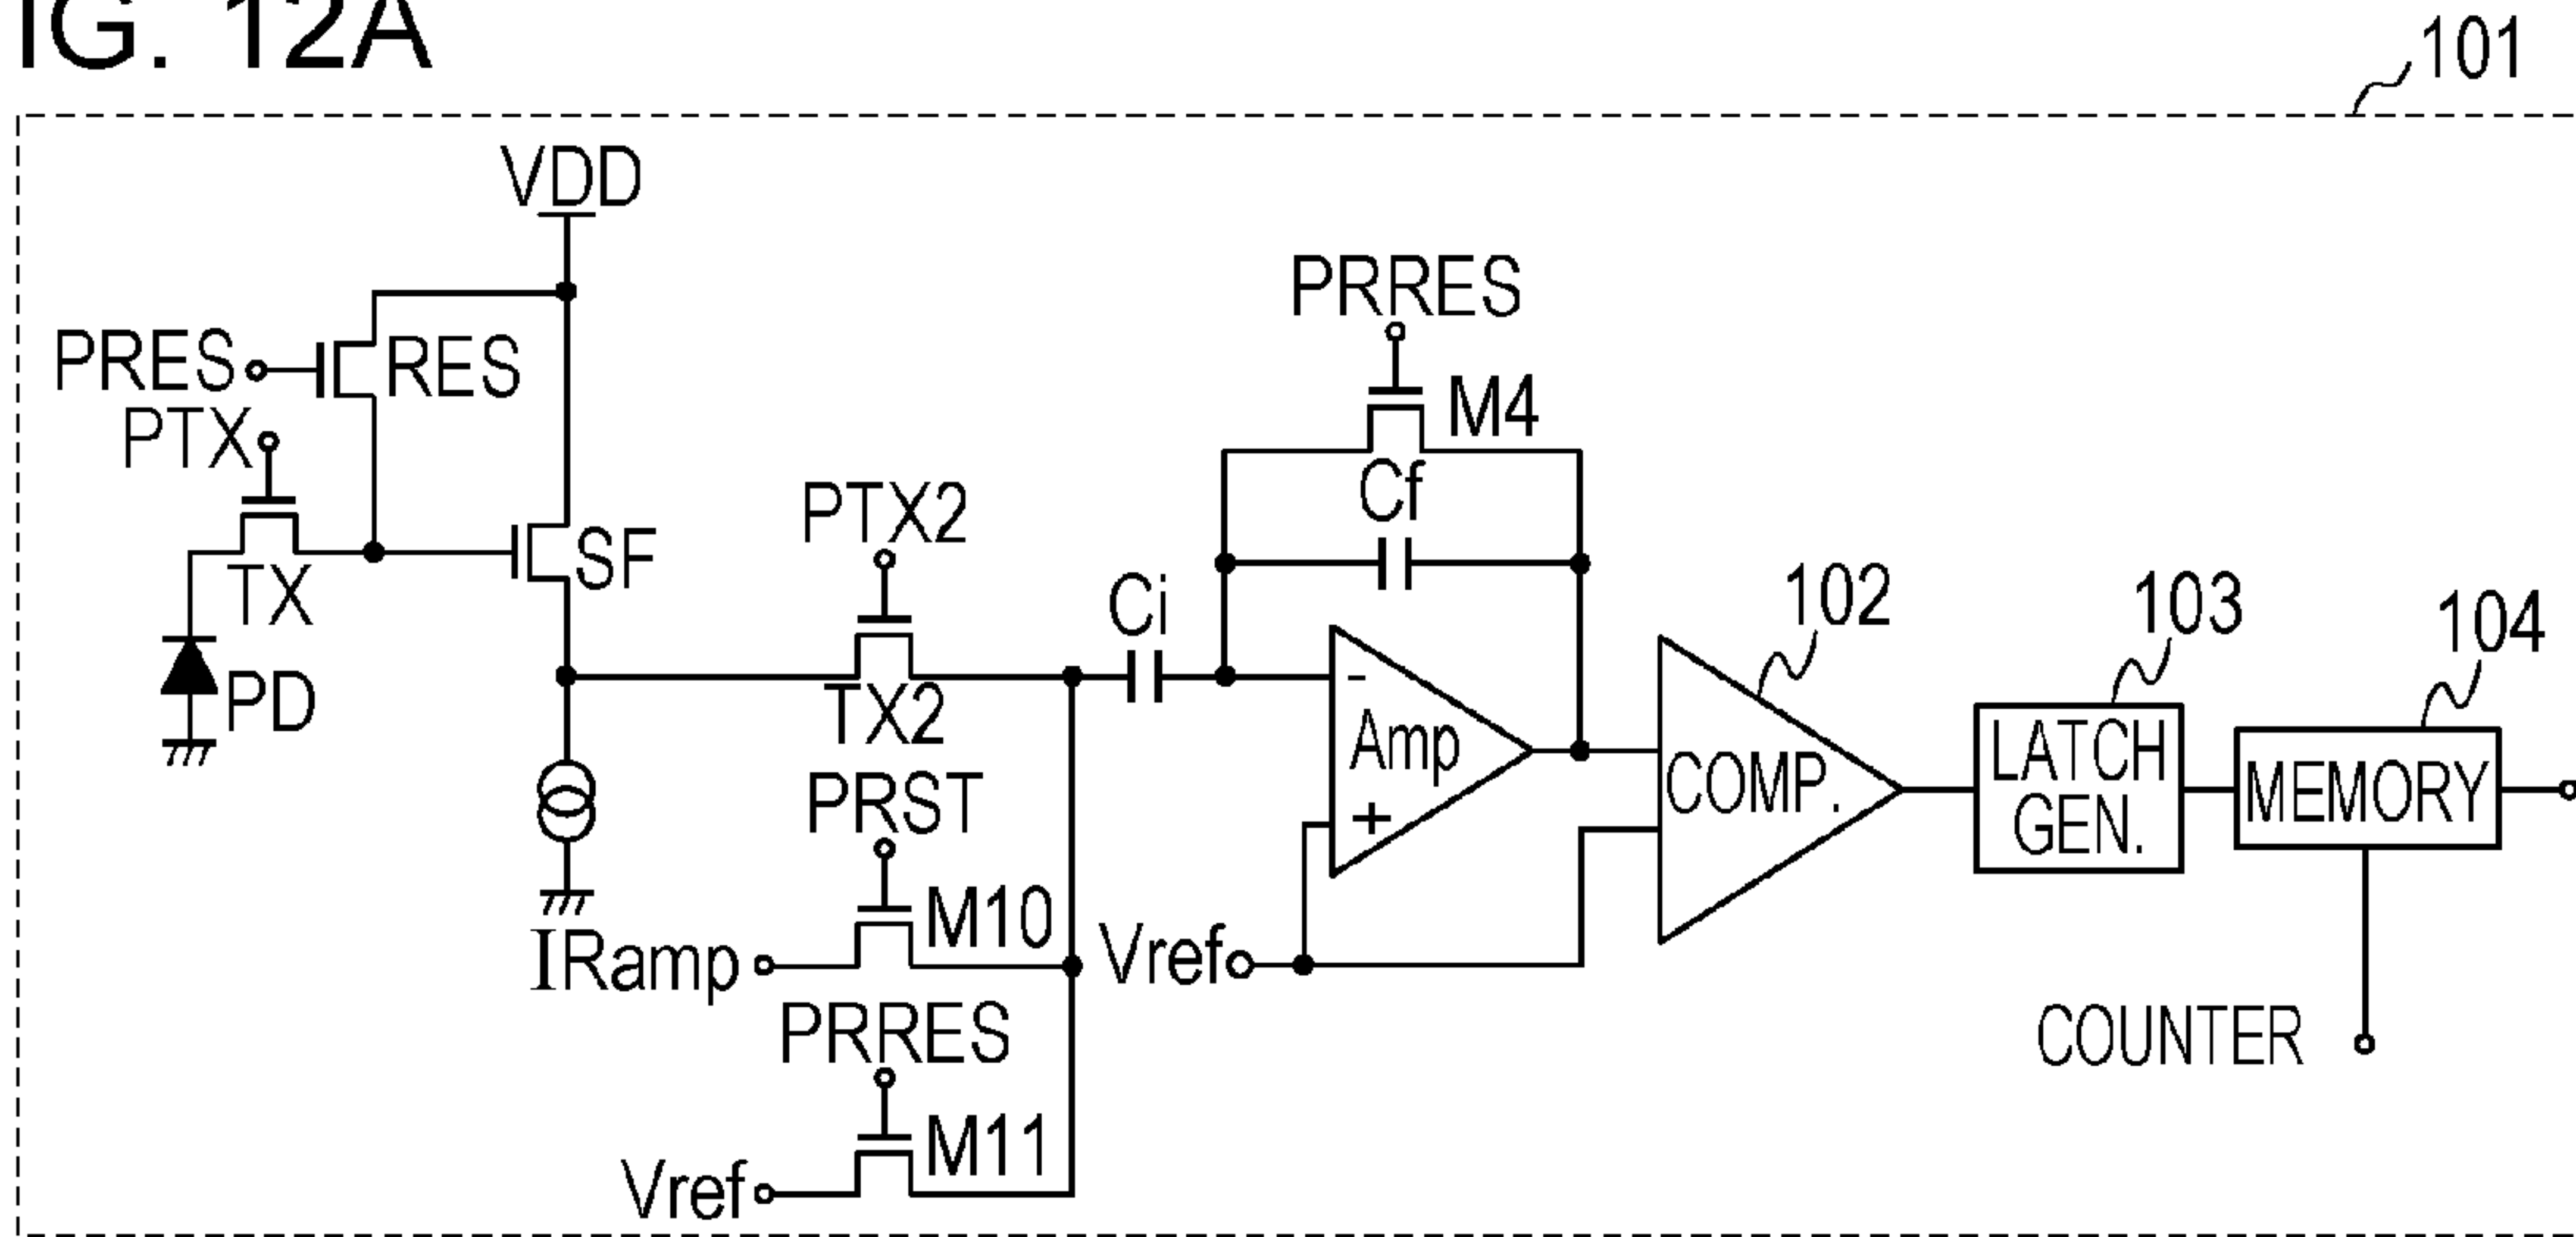 IG. 12A
101
VDD
PRRES
PRES
RES
M4
PTX
Cf
PTX2
SF
TX
Ci
102
103
104
PD
TX2
-
Amp
LATCH
GEN.
COMP.
MEMORY
PRST
+
M10
IRamp
Vref
PRRES
COUNTER
M11
Vref